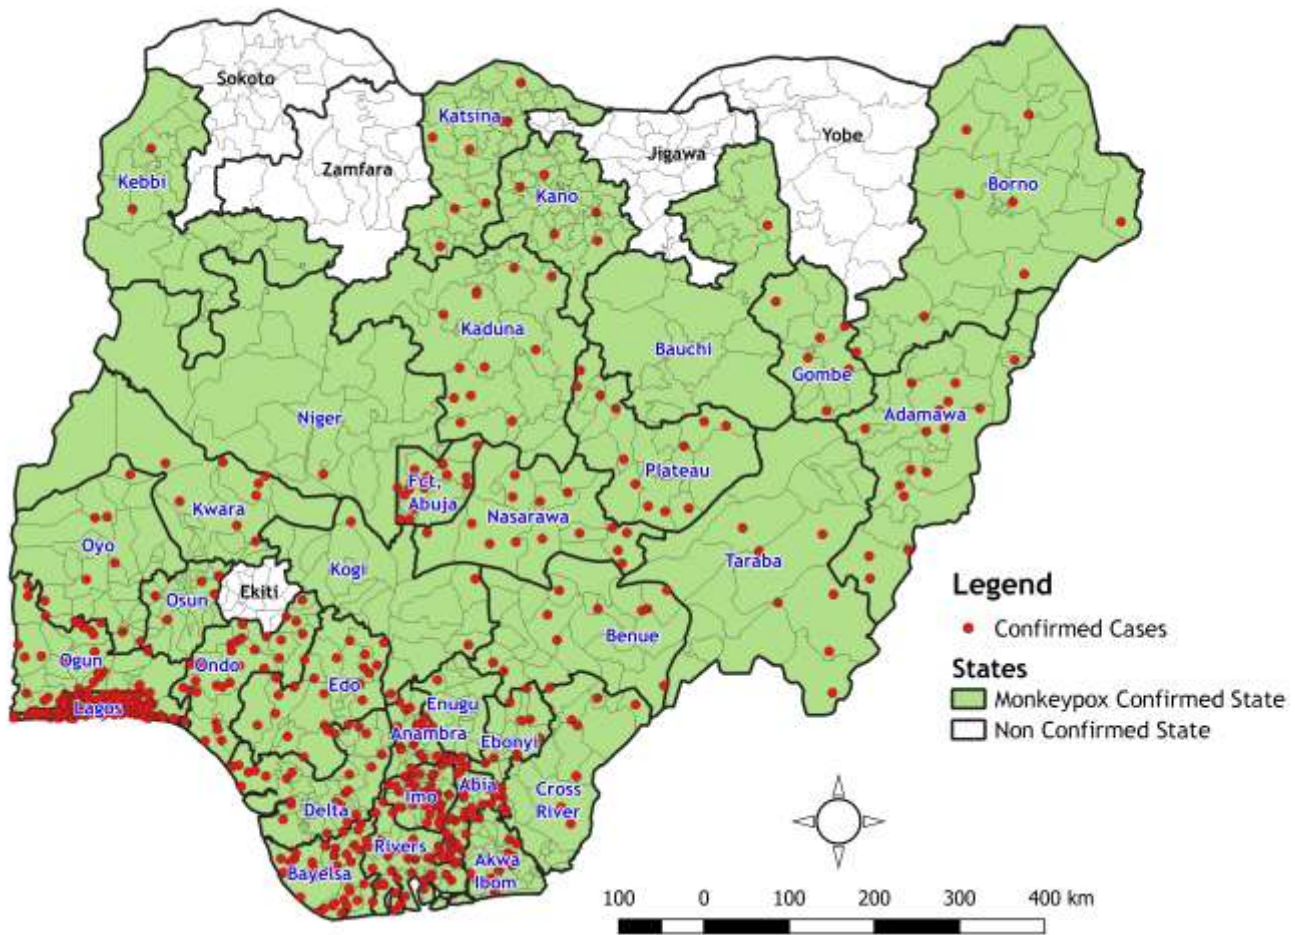 Sokoto
Katsina
Yobe
Jigawa
Zamfara
Kebbi
Kano
Borno
Kaduna
Bauchi
Gombe
Adamawa
Niger
Plateau
Fct,
Abuja
Nasarawa
Kwara
Oyo
Kogi
Taraba
Ekiti
Osun
Benue
Ogun
Ondo
Edo
Lagos
Enugu
Anambra
Ebonyi
Abia
Imo
Cross
River
Delta
Rivers
Bayelsa
Akwa
Ibom
Legend
Confirmed Cases
States
Monkeypox Confirmed State
Non Confirmed State
100 0 100 200 300 400 km